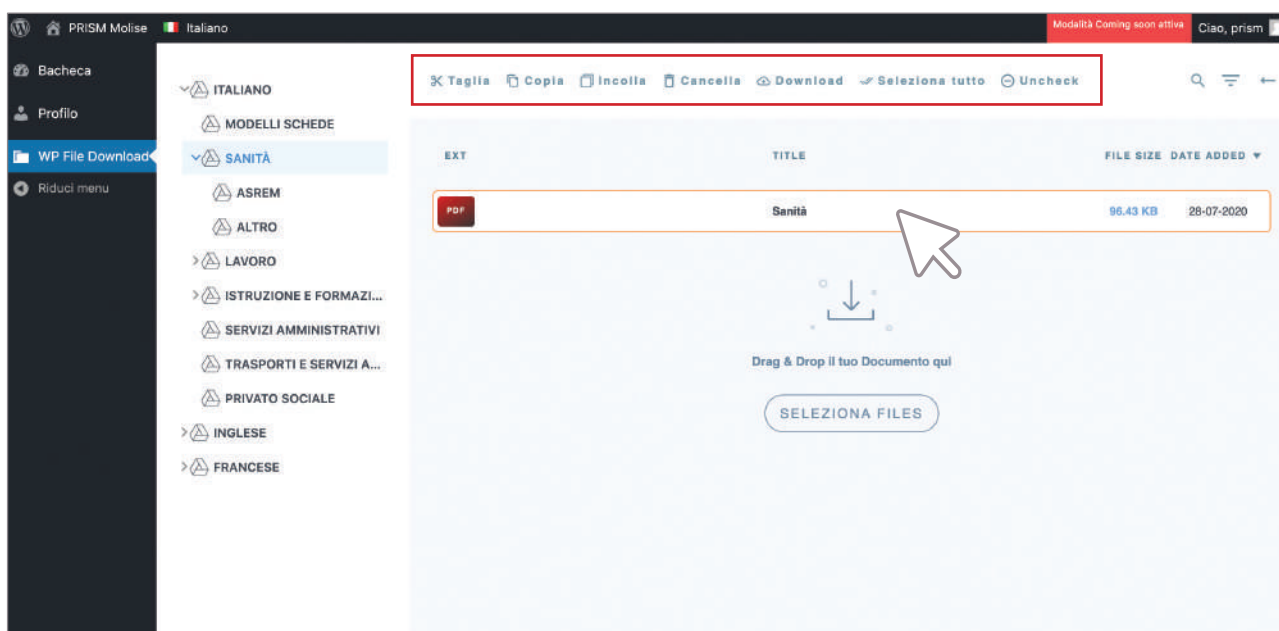 PRISM Molise Italiano Modalità Coming soon attiva Ciao, prism
Bacheca
Profilo
WP File Download
Riduci menu
ITALIANO
MODELLI SCHEDE
SANITÀ
ASREM
ALTRO
LAVORO
ISTRUZIONE E FORMAZI...
SERVIZI AMMINISTRATIVI
TRASPORTI E SERVIZI A...
PRIVATO SOCIALE
INGLESE
FRANCESE
Taglia Copia Incolla Cancella Download Seleziona tutto Uncheck
EXT TITLE FILE SIZE DATE ADDED
PDF Sanità 96.43 KB 28-07-2020
Drag & Drop il tuo Documento qui
SELEZIONA FILES